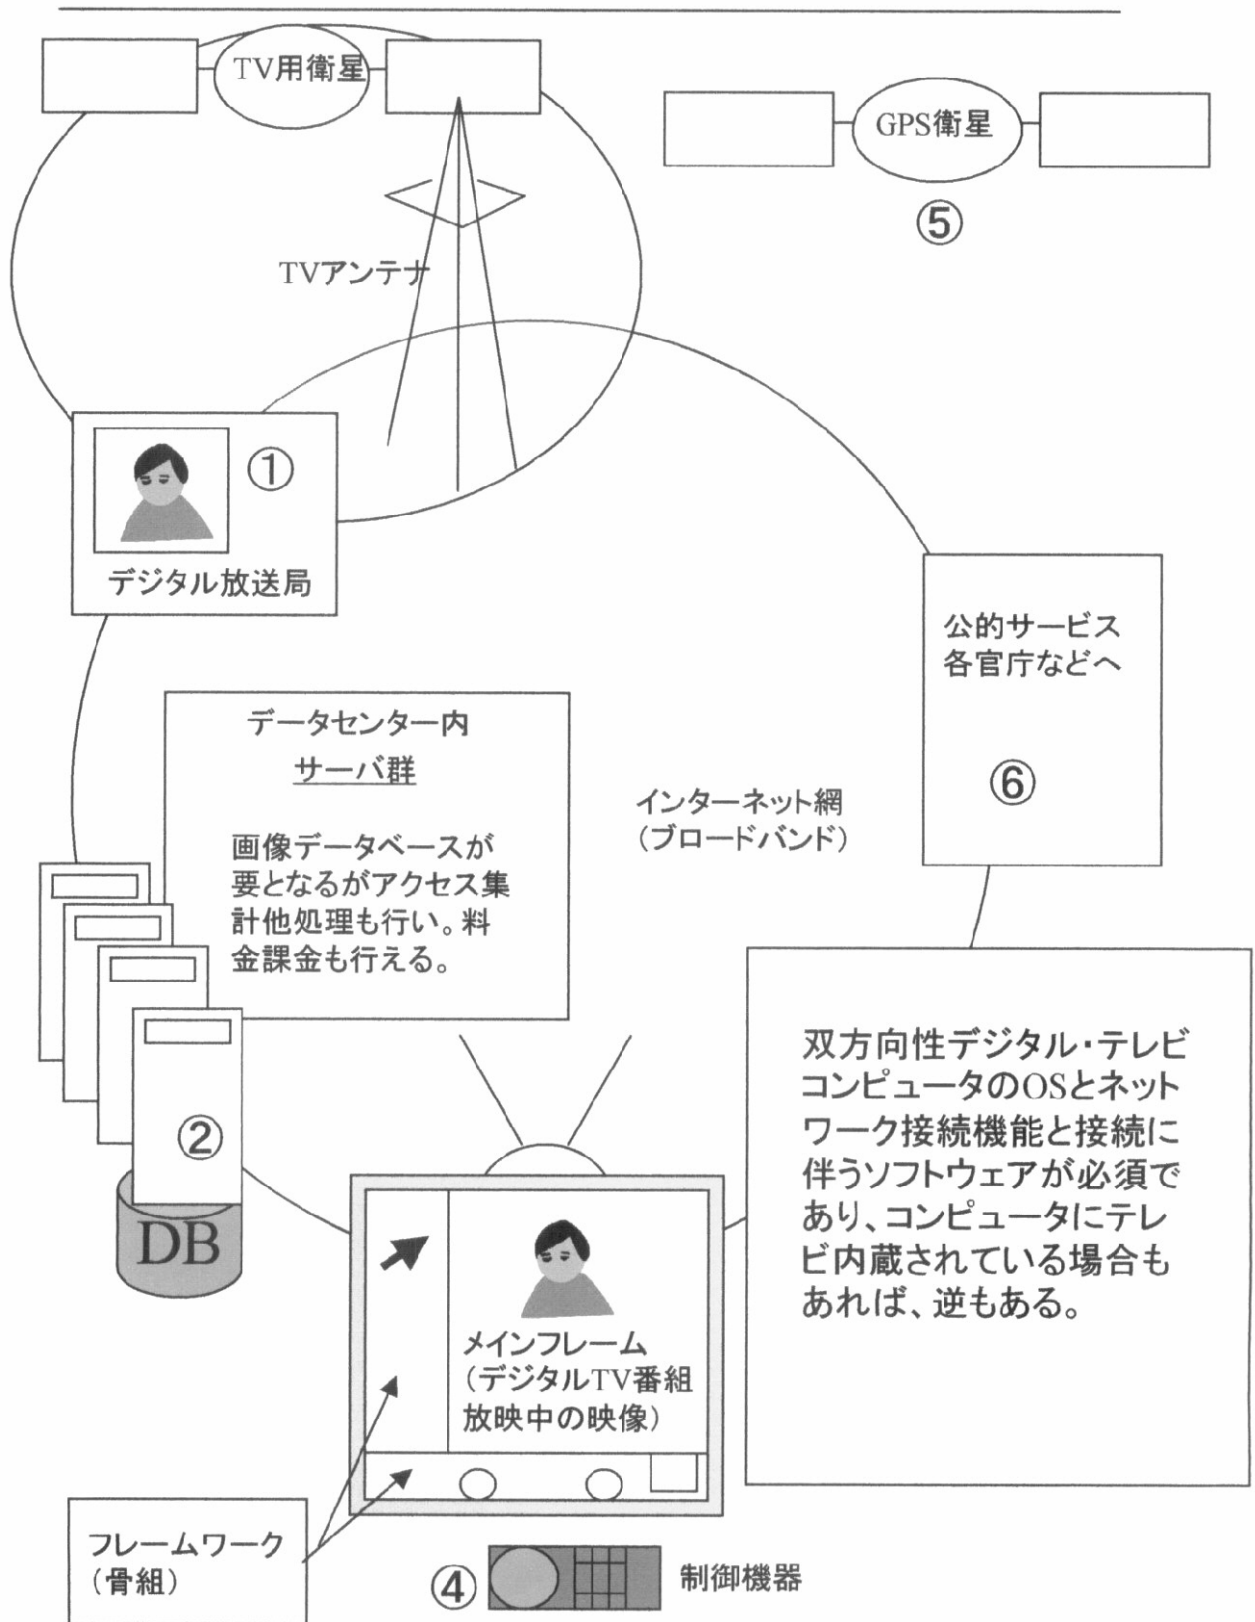 TV用衛星
GPS衛星
⑤
TVアンテナ
①
デジタル放送局
公的サービス
各官庁などへ
⑥
データセンター内
サーバ群
画像データベースが
要となるがアクセス集
計他処理も行い。料
金課金も行える。
インターネット網
（ブロードバンド）
②
DB
双方向性デジタル・テレビ
コンピュータのOSとネット
ワーク接続機能と接続に
伴うソフトウェアが必須で
あり、コンピュータにテレ
ビ内蔵されている場合も
あれば、逆もある。
メインフレーム
（デジタルTV番組
放映中の映像）
フレームワーク
（骨組）
④
制御機器